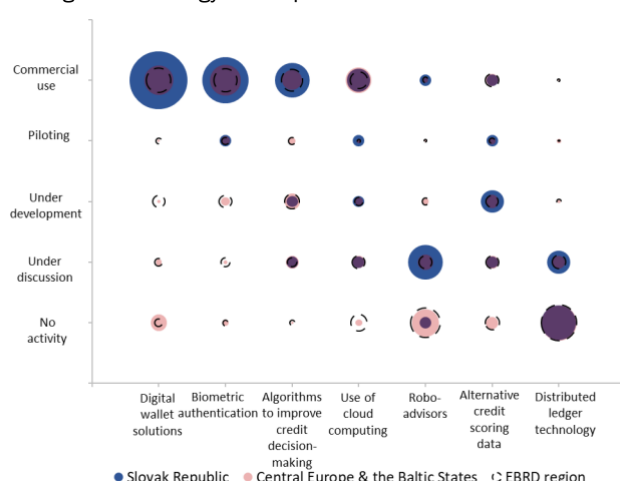 Commercial
use
Piloting
Under
development
Under
discussion
No
activity
Digital
wallet
solutions
Biometric
authentication
Algorithms
to improve
credit
decision-
making
Use of
cloud
computing
Robo-
advisors
Alternative
credit
scoring
data
Distributed
ledger
technology
Slovak Republic Central Europe & the Baltic States EBRD region